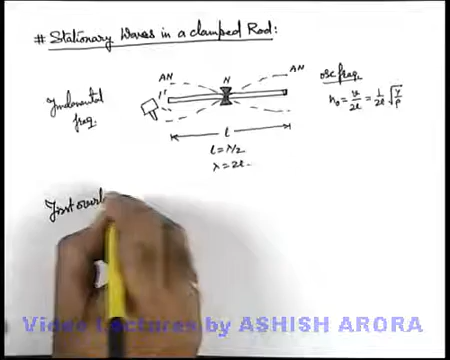 # Stationary Waves in a clamped Rod:
Fundamental freq.
AN N AN
l
l = λ/2
λ = 2l.
osc freq.
n₀ = v/2l = 1/2l √Y/ρ
First overt
Video Lectures by ASHISH ARORA